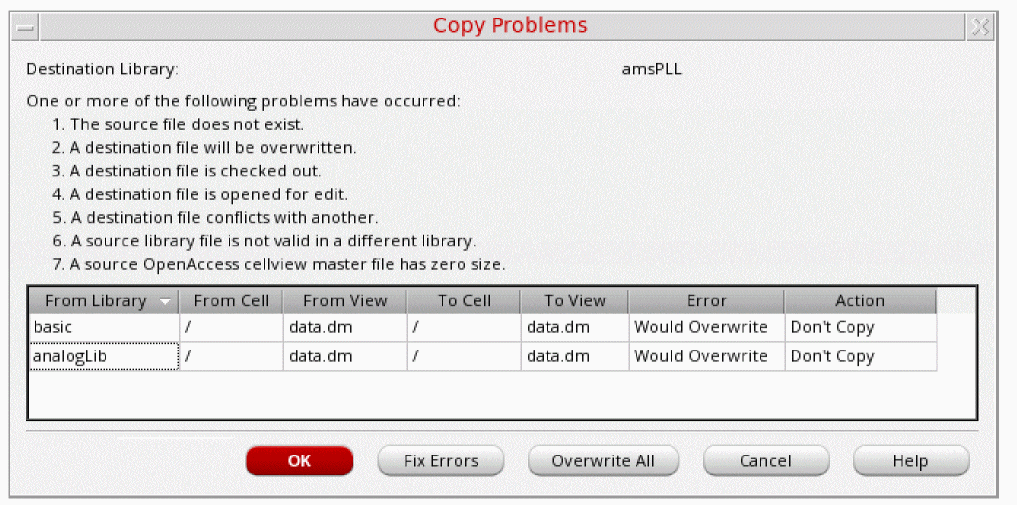 Copy Problems
Destination Library: amsPLL
One or more of the following problems have occurred:
1. The source file does not exist.
2. A destination file will be overwritten.
3. A destination file is checked out.
4. A destination file is opened for edit.
5. A destination file conflicts with another.
6. A source library file is not valid in a different library.
7. A source OpenAccess cellview master file has zero size.
From Library From Cell From View To Cell To View Error Action
basic / data.dm / data.dm Would Overwrite Don't Copy
analogLib / data.dm / data.dm Would Overwrite Don't Copy
OK Fix Errors Overwrite All Cancel Help